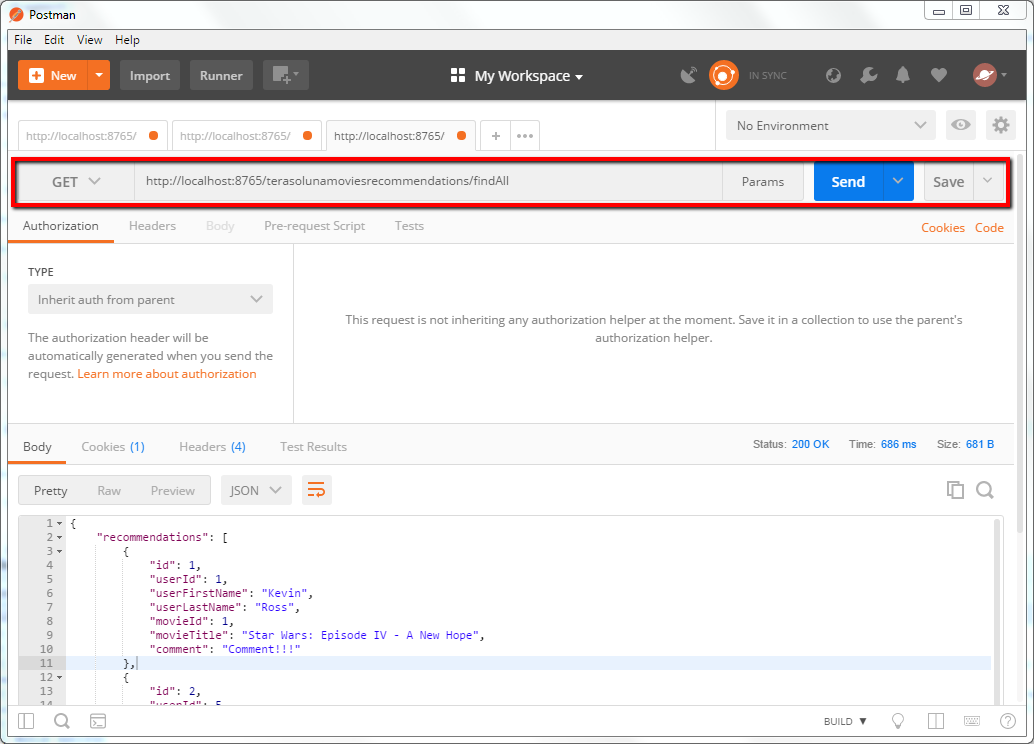 Postman
File Edit View Help
New Import Runner My Workspace IN SYNC
http://localhost:8765/ http://localhost:8765/ http://localhost:8765/ + ••• No Environment
GET http://localhost:8765/terasolunamoviesrecommendations/findAll Params Send Save
Authorization Headers Body Pre-request Script Tests Cookies Code
TYPE
Inherit auth from parent
The authorization header will be
automatically generated when you send the
request. Learn more about authorization
This request is not inheriting any authorization helper at the moment. Save it in a collection to use the parent's
authorization helper.
Body Cookies (1) Headers (4) Test Results Status: 200 OK Time: 686 ms Size: 681 B
Pretty Raw Preview JSON
1 {
2 "recommendations": [
3 {
4 "id": 1,
5 "userId": 1,
6 "userFirstName": "Kevin",
7 "userLastName": "Ross",
8 "movieId": 1,
9 "movieTitle": "Star Wars: Episode IV - A New Hope",
10 "comment": "Comment!!!"
11 },
12 {
13 "id": 2,
14 "userId": 5
BUILD ▼